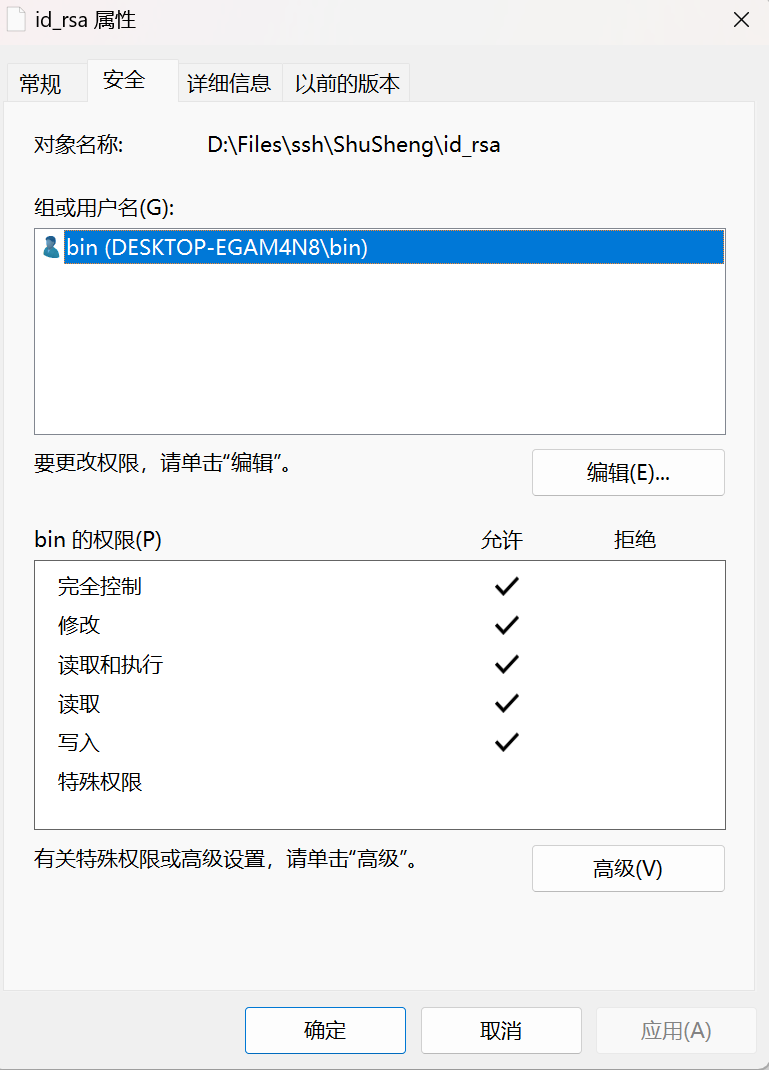 id_rsa 属性
常规 安全 详细信息 以前的版本
对象名称: D:\Files\ssh\ShuSheng\id_rsa
组或用户名(G):
bin (DESKTOP-EGAM4N8\bin)
要更改权限，请单击“编辑”。
编辑(E)...
bin 的权限(P) 允许 拒绝
完全控制
修改
读取和执行
读取
写入
特殊权限
有关特殊权限或高级设置，请单击“高级”。
高级(V)
确定 取消 应用(A)